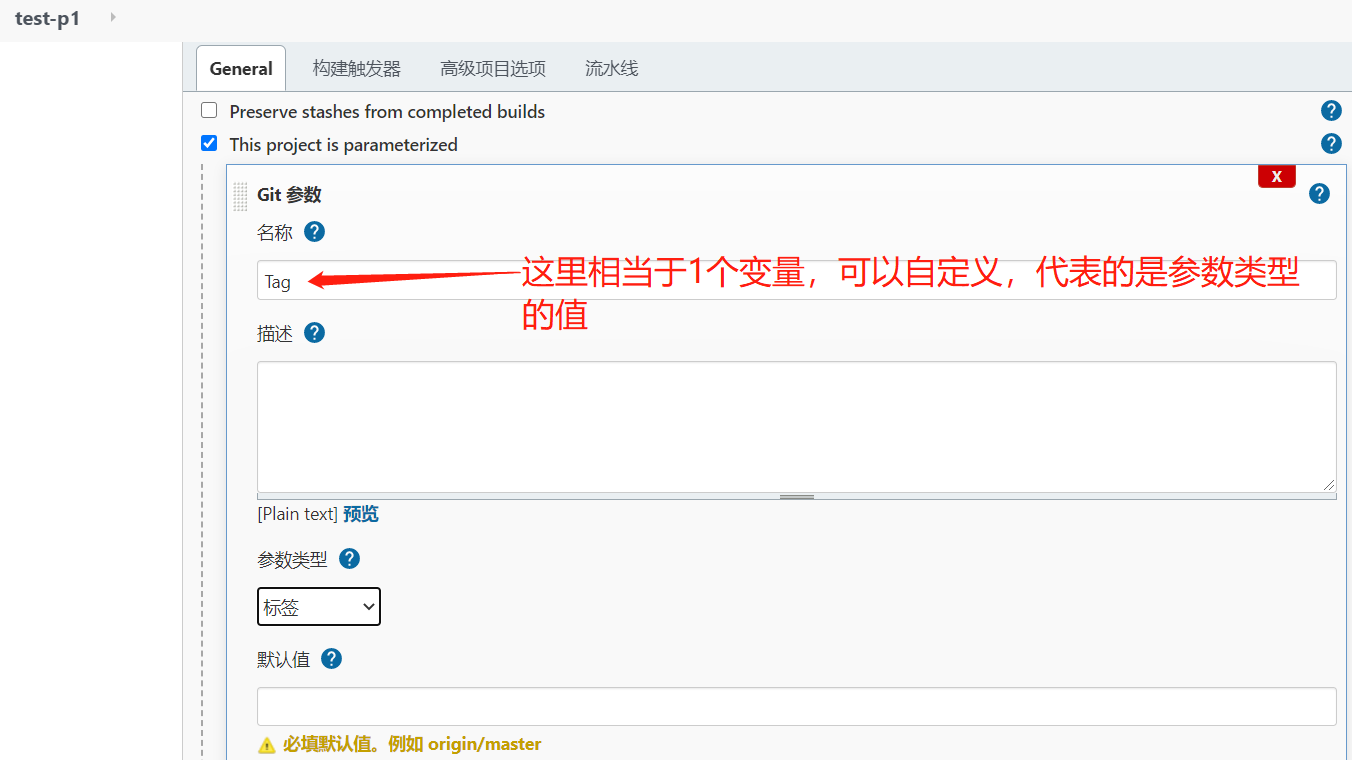 test-p1
General 构建触发器 高级项目选项 流水线
Preserve stashes from completed builds ?
This project is parameterized ?
X
Git 参数 ?
名称 ?
Tag
这里相当于1个变量，可以自定义，代表的是参数类型
的值
描述 ?
[Plain text] 预览
参数类型 ?
标签
默认值 ?
必填默认值。例如 origin/master